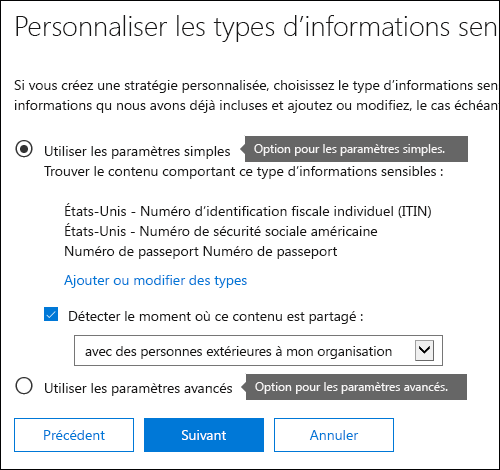 Personnaliser les types d’informations sen
Si vous créez une stratégie personnalisée, choisissez le type d’informations sen
informations qu nous avons déjà incluses et ajoutez ou modifiez, le cas échéan
Utiliser les paramètres simples Option pour les paramètres simples.
Trouver le contenu comportant ce type d’informations sensibles :
États-Unis - Numéro d’identification fiscale individuel (ITIN)
États-Unis - Numéro de sécurité sociale américaine
Numéro de passeport Numéro de passeport
Ajouter ou modifier des types
Détecter le moment où ce contenu est partagé :
avec des personnes extérieures à mon organisation
Utiliser les paramètres avancés Option pour les paramètres avancés.
Précédent Suivant Annuler